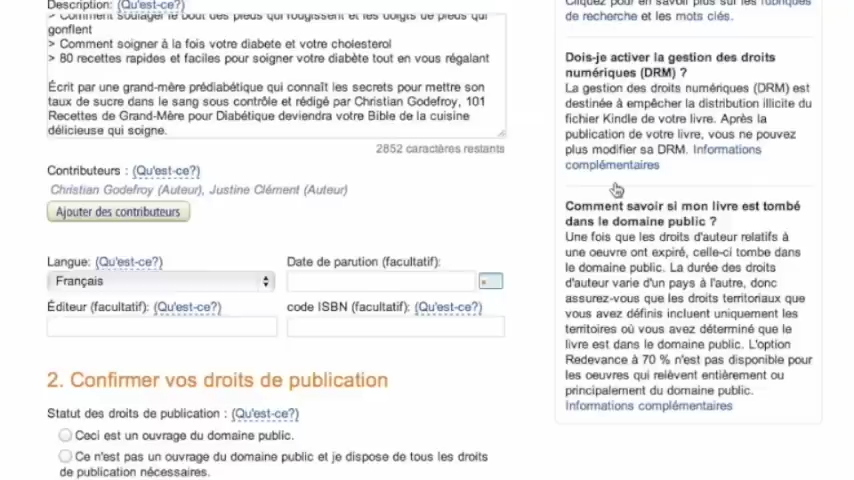 Description: (Qu'est-ce?)
> Comment soulager le bout des pieds qui rougissent et les doigts de pieds qui
gonflent
> Comment soigner à la fois votre diabete et votre cholesterol
> 80 recettes rapides et faciles pour soigner votre diabète tout en vous régalant
Écrit par une grand-mère prédiabétique qui connaît les secrets pour mettre son
taux de sucre dans le sang sous contrôle et rédigé par Christian Godefroy, 101
Recettes de Grand-Mère pour Diabétique deviendra votre Bible de la cuisine
délicieuse qui soigne.
2852 caractères restants
Contributeurs : (Qu'est-ce?)
Christian Godefroy (Auteur), Justine Clément (Auteur)
Ajouter des contributeurs
Langue: (Qu'est-ce?)
Français
Date de parution (facultatif):
Éditeur (facultatif): (Qu'est-ce?)
code ISBN (facultatif): (Qu'est-ce?)
2. Confirmer vos droits de publication
Statut des droits de publication : (Qu'est-ce?)
Ceci est un ouvrage du domaine public.
Ce n'est pas un ouvrage du domaine public et je dispose de tous les droits
de publication nécessaires.
Cliquez pour en savoir plus sur les rubriques
de recherche et les mots clés.
Dois-je activer la gestion des droits
numériques (DRM) ?
La gestion des droits numériques (DRM) est
destinée à empêcher la distribution illicite du
fichier Kindle de votre livre. Après la
publication de votre livre, vous ne pouvez
plus modifier sa DRM. Informations
complémentaires
Comment savoir si mon livre est tombé
dans le domaine public ?
Une fois que les droits d'auteur relatifs à
une oeuvre ont expiré, celle-ci tombe dans
le domaine public. La durée des droits
d'auteur varie d'un pays à l'autre, donc
assurez-vous que les droits territoriaux que
vous avez définis incluent uniquement les
territoires où vous avez déterminé que le
livre est dans le domaine public. L'option
Redevance à 70 % n'est pas disponible pour
les oeuvres qui relèvent entièrement ou
principalement du domaine public.
Informations complémentaires